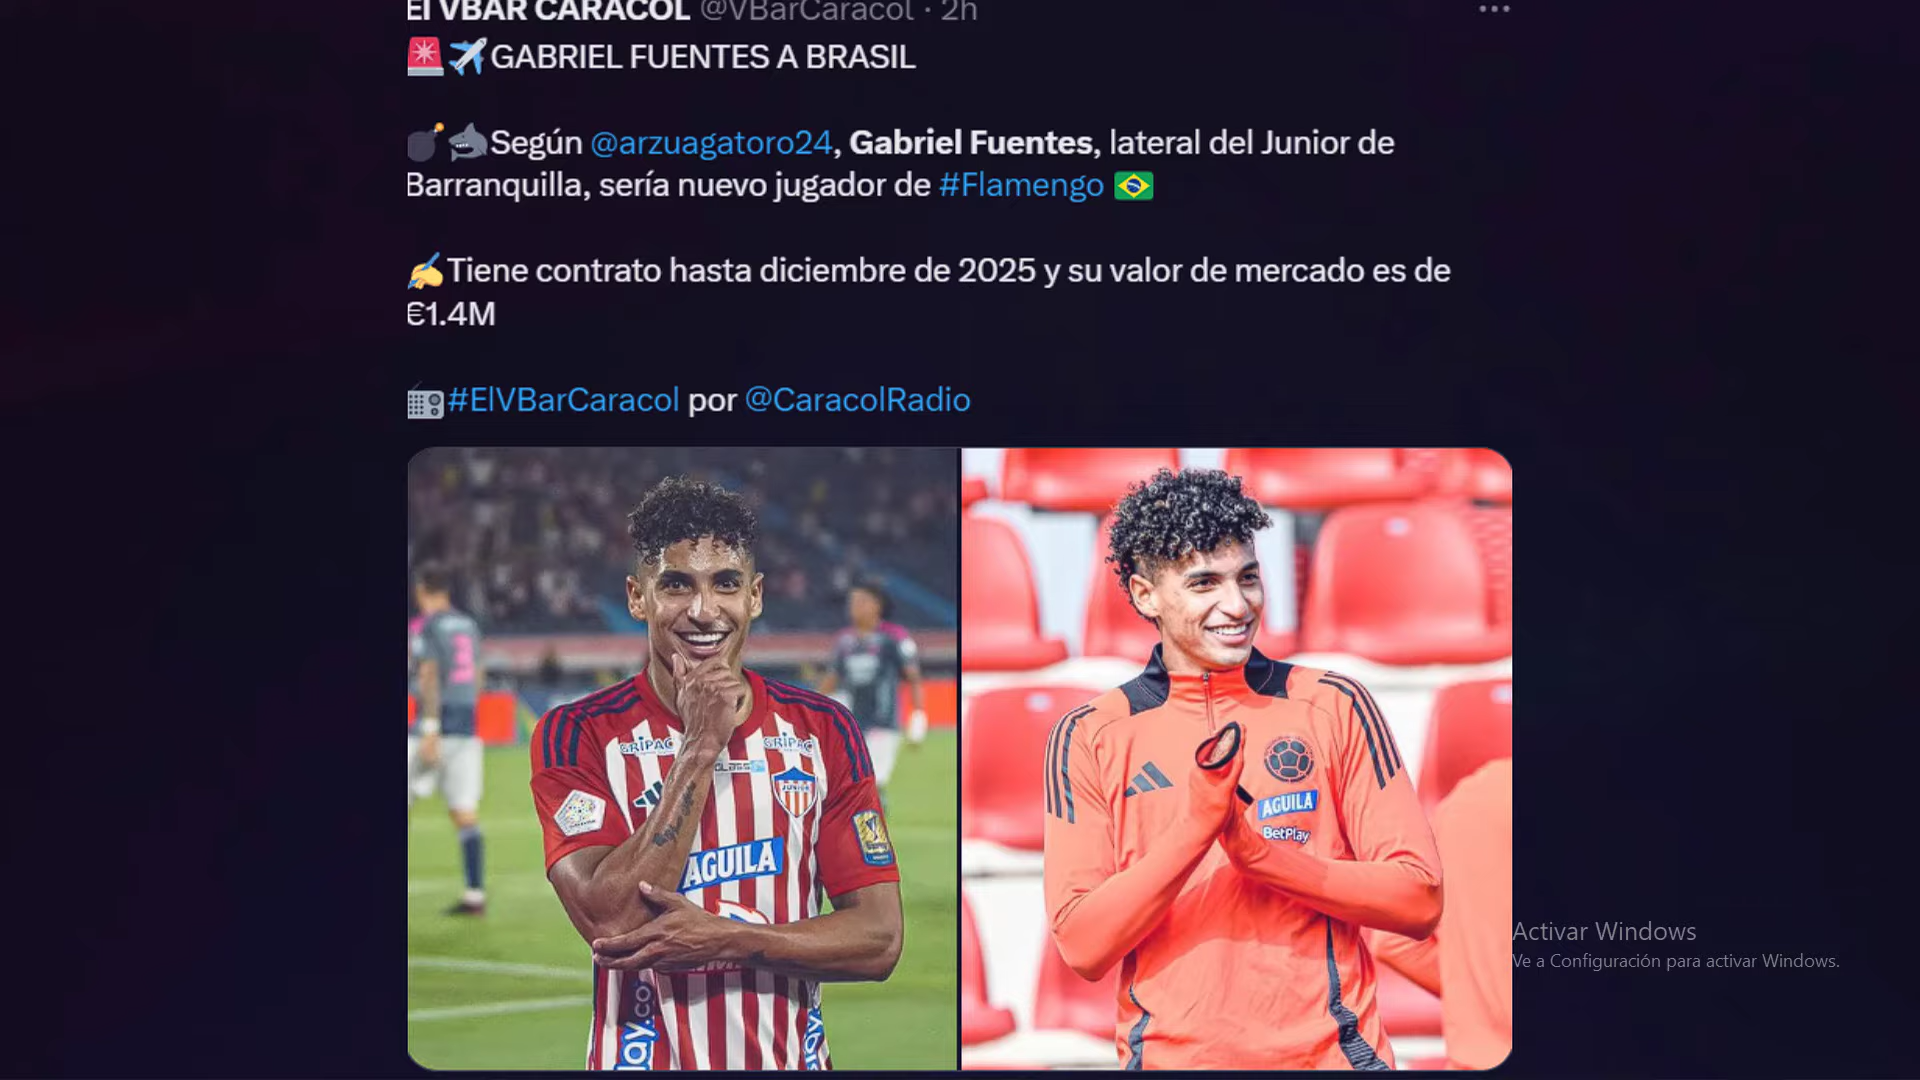 El VBAR CARACOL @VBarCaracol · 2h
🚨✈️GABRIEL FUENTES A BRASIL
💣🦈Según @arzuagatoro24, Gabriel Fuentes, lateral del Junior de
Barranquilla, sería nuevo jugador de #Flamengo 🇧🇷
✍️Tiene contrato hasta diciembre de 2025 y su valor de mercado es de
€1.4M
📻#ElVBarCaracol por @CaracolRadio
GRIPAC GRIPAC
JUNIOR
AGUILA
AGUILA
BetPlay
Activar Windows
Ve a Configuración para activar Windows.